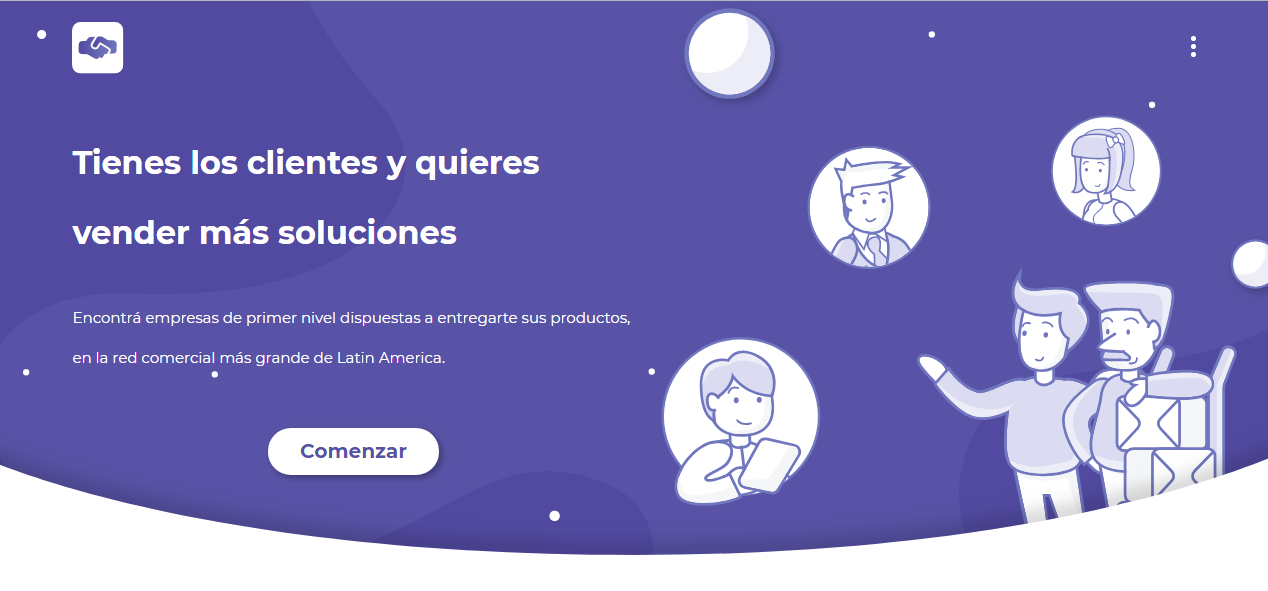 Tienes los clientes y quieres
vender más soluciones
Encontrá empresas de primer nivel dispuestas a entregarte sus productos,
en la red comercial más grande de Latin America.
Comenzar